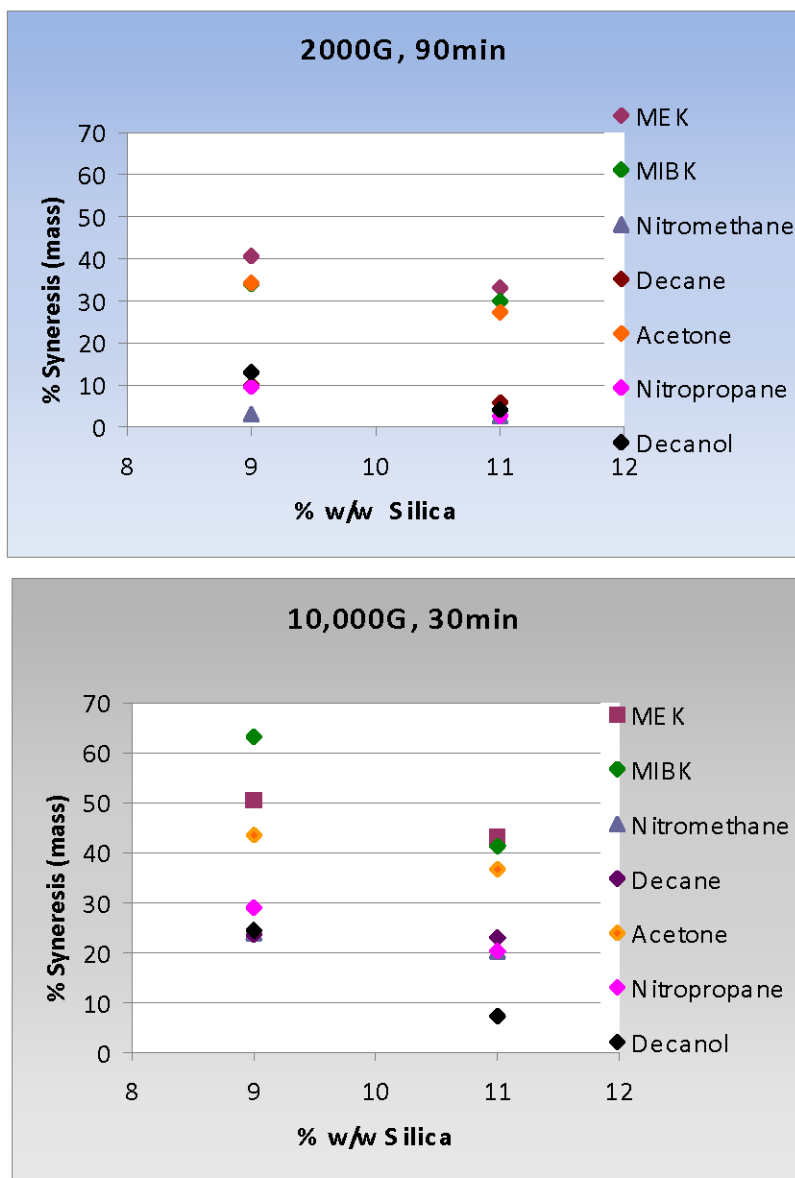 2000G, 90min
% Syneresis (mass)
70
60
50
40
30
20
10
0
8 9 10 11 12
% w/w Silica
MEK
MIBK
Nitromethane
Decane
Acetone
Nitropropane
Decanol
10,000G, 30min
% Syneresis (mass)
70
60
50
40
30
20
10
0
8 9 10 11 12
% w/w Silica
MEK
MIBK
Nitromethane
Decane
Acetone
Nitropropane
Decanol